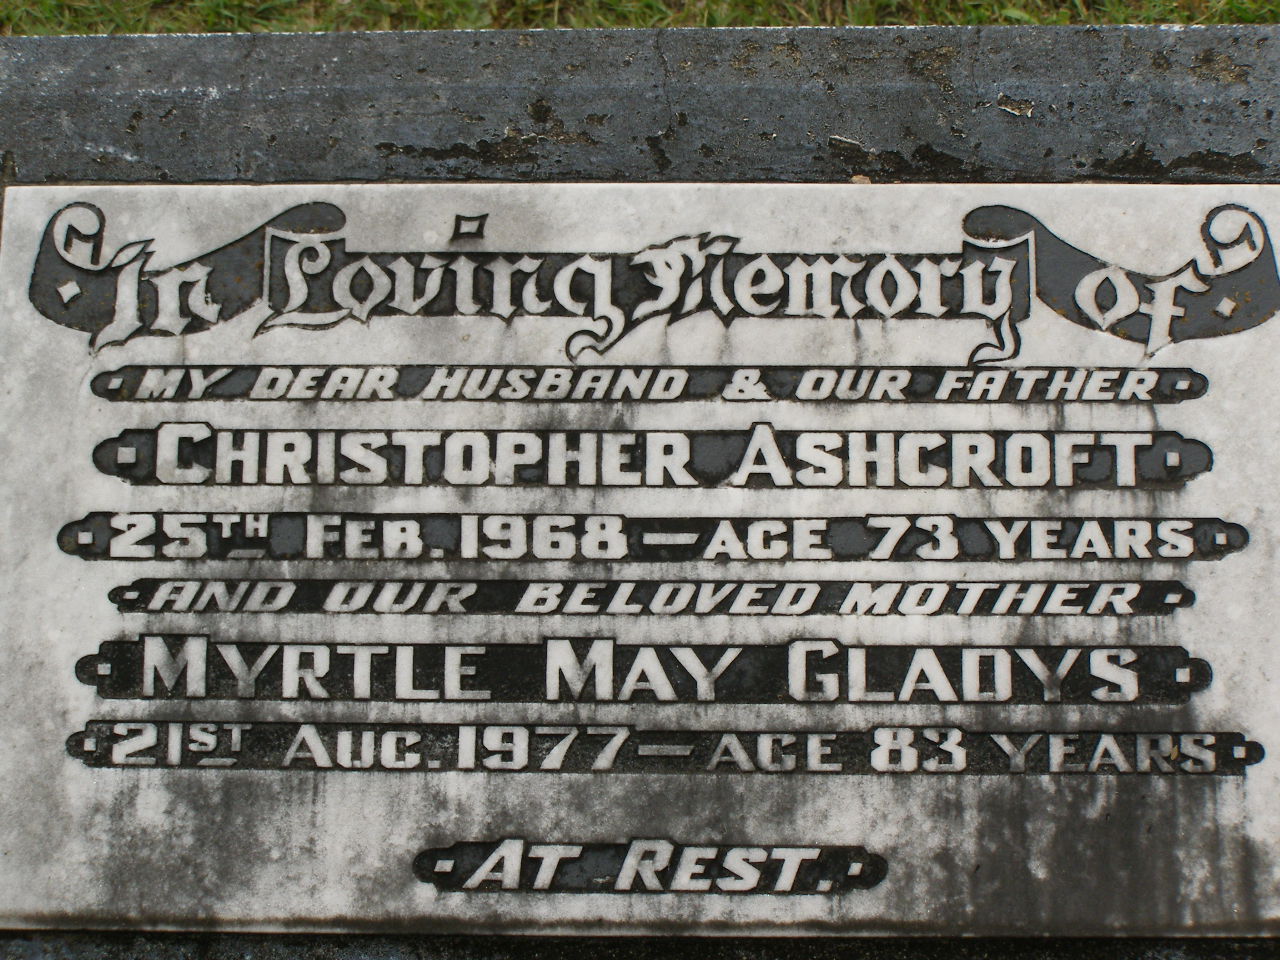 In Loving Memory of
MY DEAR HUSBAND & OUR FATHER
CHRISTOPHER ASHCROFT
25TH FEB. 1968 — AGE 73 YEARS
AND OUR BELOVED MOTHER
MYRTLE MAY GLADYS
21ST AUG. 1977 — AGE 83 YEARS
AT REST.